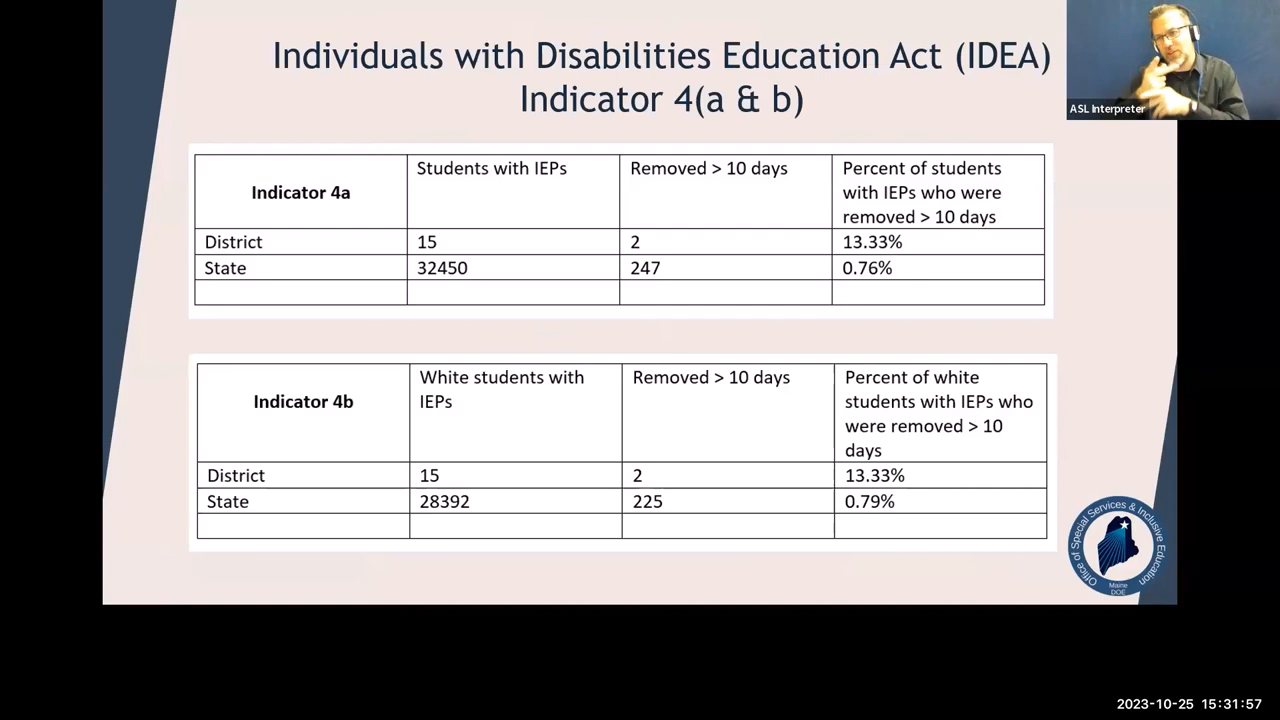 Individuals with Disabilities Education Act (IDEA)
Indicator 4(a & b)
ASL Interpreter
Indicator 4a
Students with IEPs
Removed > 10 days
Percent of students
with IEPs who were
removed > 10 days
District
15
2
13.33%
State
32450
247
0.76%
Indicator 4b
White students with
IEPs
Removed > 10 days
Percent of white
students with IEPs who
were removed > 10
days
District
15
2
13.33%
State
28392
225
0.79%
Office of Special Services & Inclusive Education
Maine
DOE
2023-10-25 15:31:57